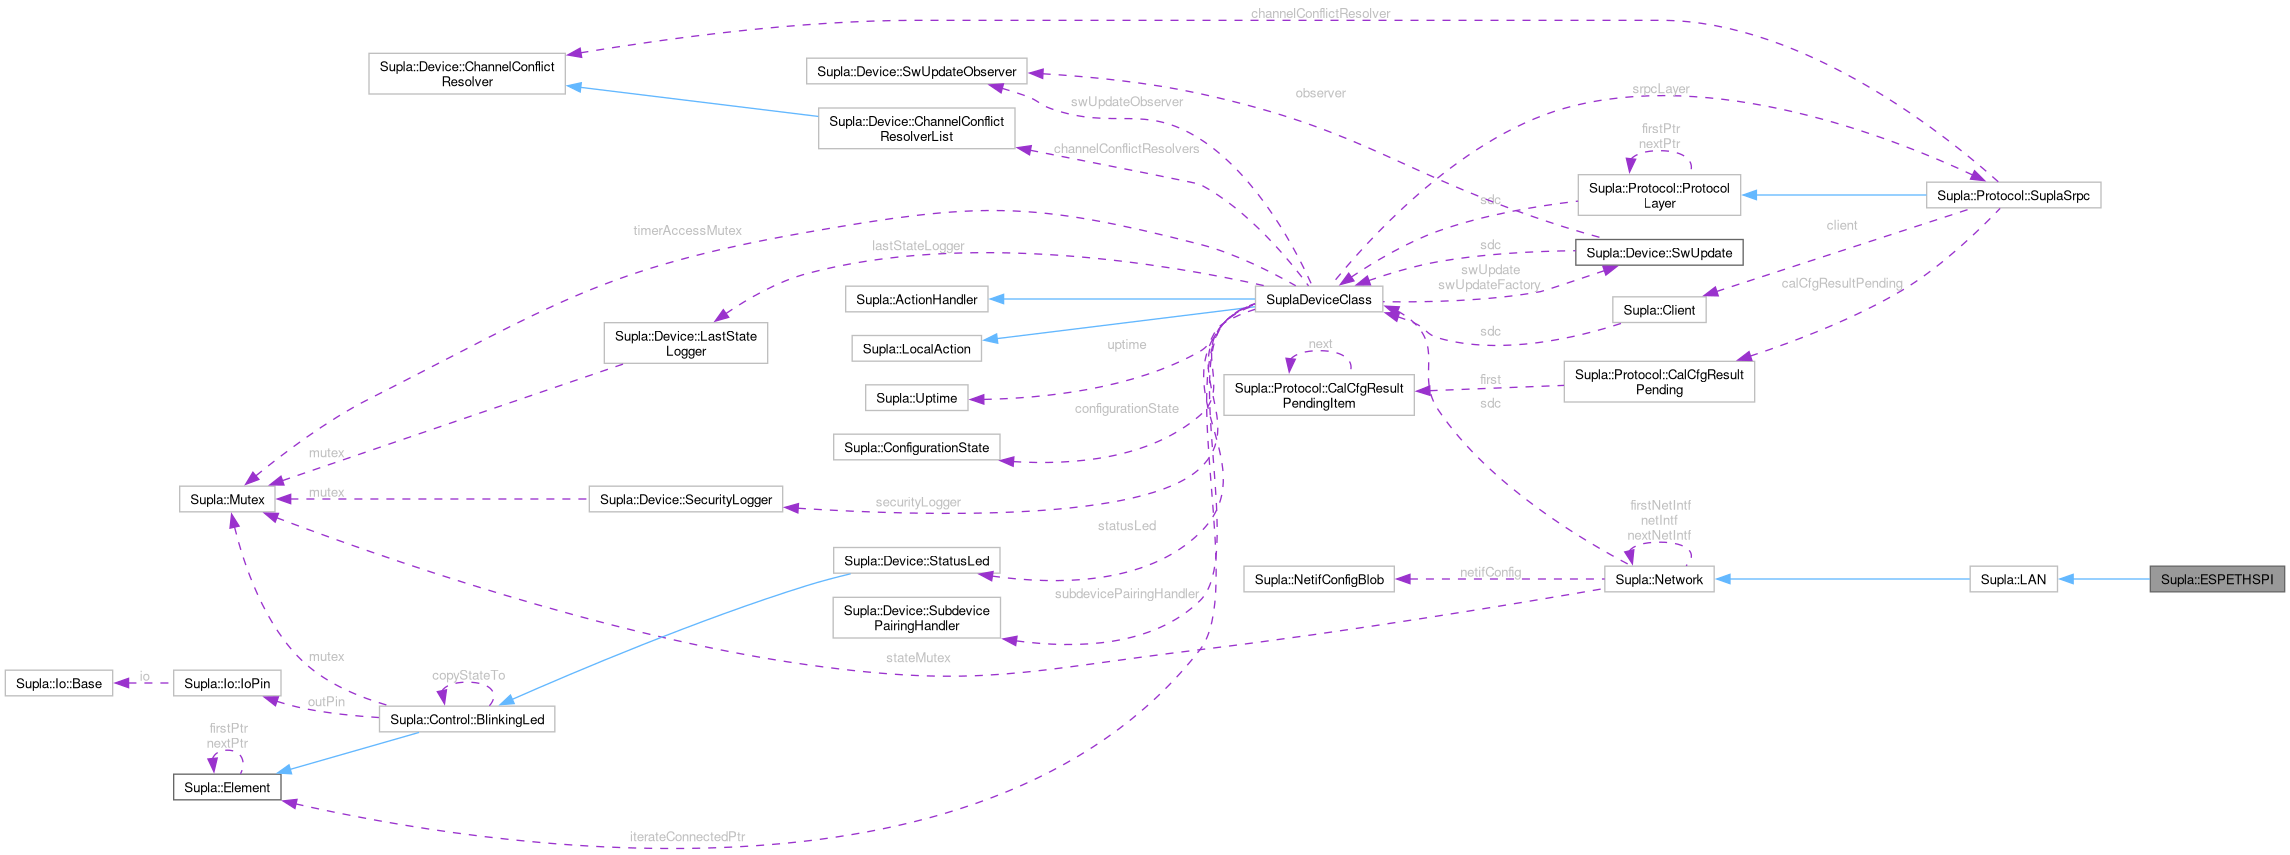 channelConflictResolver
Supla::Device::ChannelConflict
Resolver
Supla::Device::SwUpdateObserver
swUpdateObserver
observer
srpcLayer
Supla::Device::ChannelConflict
ResolverList
channelConflictResolvers
firstPtr
nextPtr
Supla::Protocol::Protocol
Layer
Supla::Protocol::SuplaSrpc
sdc
timerAccessMutex
lastStateLogger
sdc
Supla::Device::SwUpdate
client
swUpdate
swUpdateFactory
calCfgResultPending
Supla::ActionHandler
SuplaDeviceClass
Supla::Client
Supla::Device::LastState
Logger
Supla::LocalAction
uptime
sdc
next
Supla::Protocol::CalCfgResult
Pending
first
Supla::Protocol::CalCfgResult
PendingItem
Supla::Uptime
sdc
configurationState
Supla::ConfigurationState
mutex
Supla::Mutex
mutex
Supla::Device::SecurityLogger
securityLogger
statusLed
firstNetIntf
netIntf
nextNetIntf
Supla::Device::StatusLed
Supla::NetifConfigBlob
netifConfig
Supla::Network
Supla::LAN
Supla::ESPETHSPI
subdevicePairingHandler
Supla::Device::Subdevice
PairingHandler
mutex
stateMutex
copyStateTo
Supla::Io::Base
io
Supla::Io::IoPin
outPin
Supla::Control::BlinkingLed
firstPtr
nextPtr
Supla::Element
iterateConnectedPtr